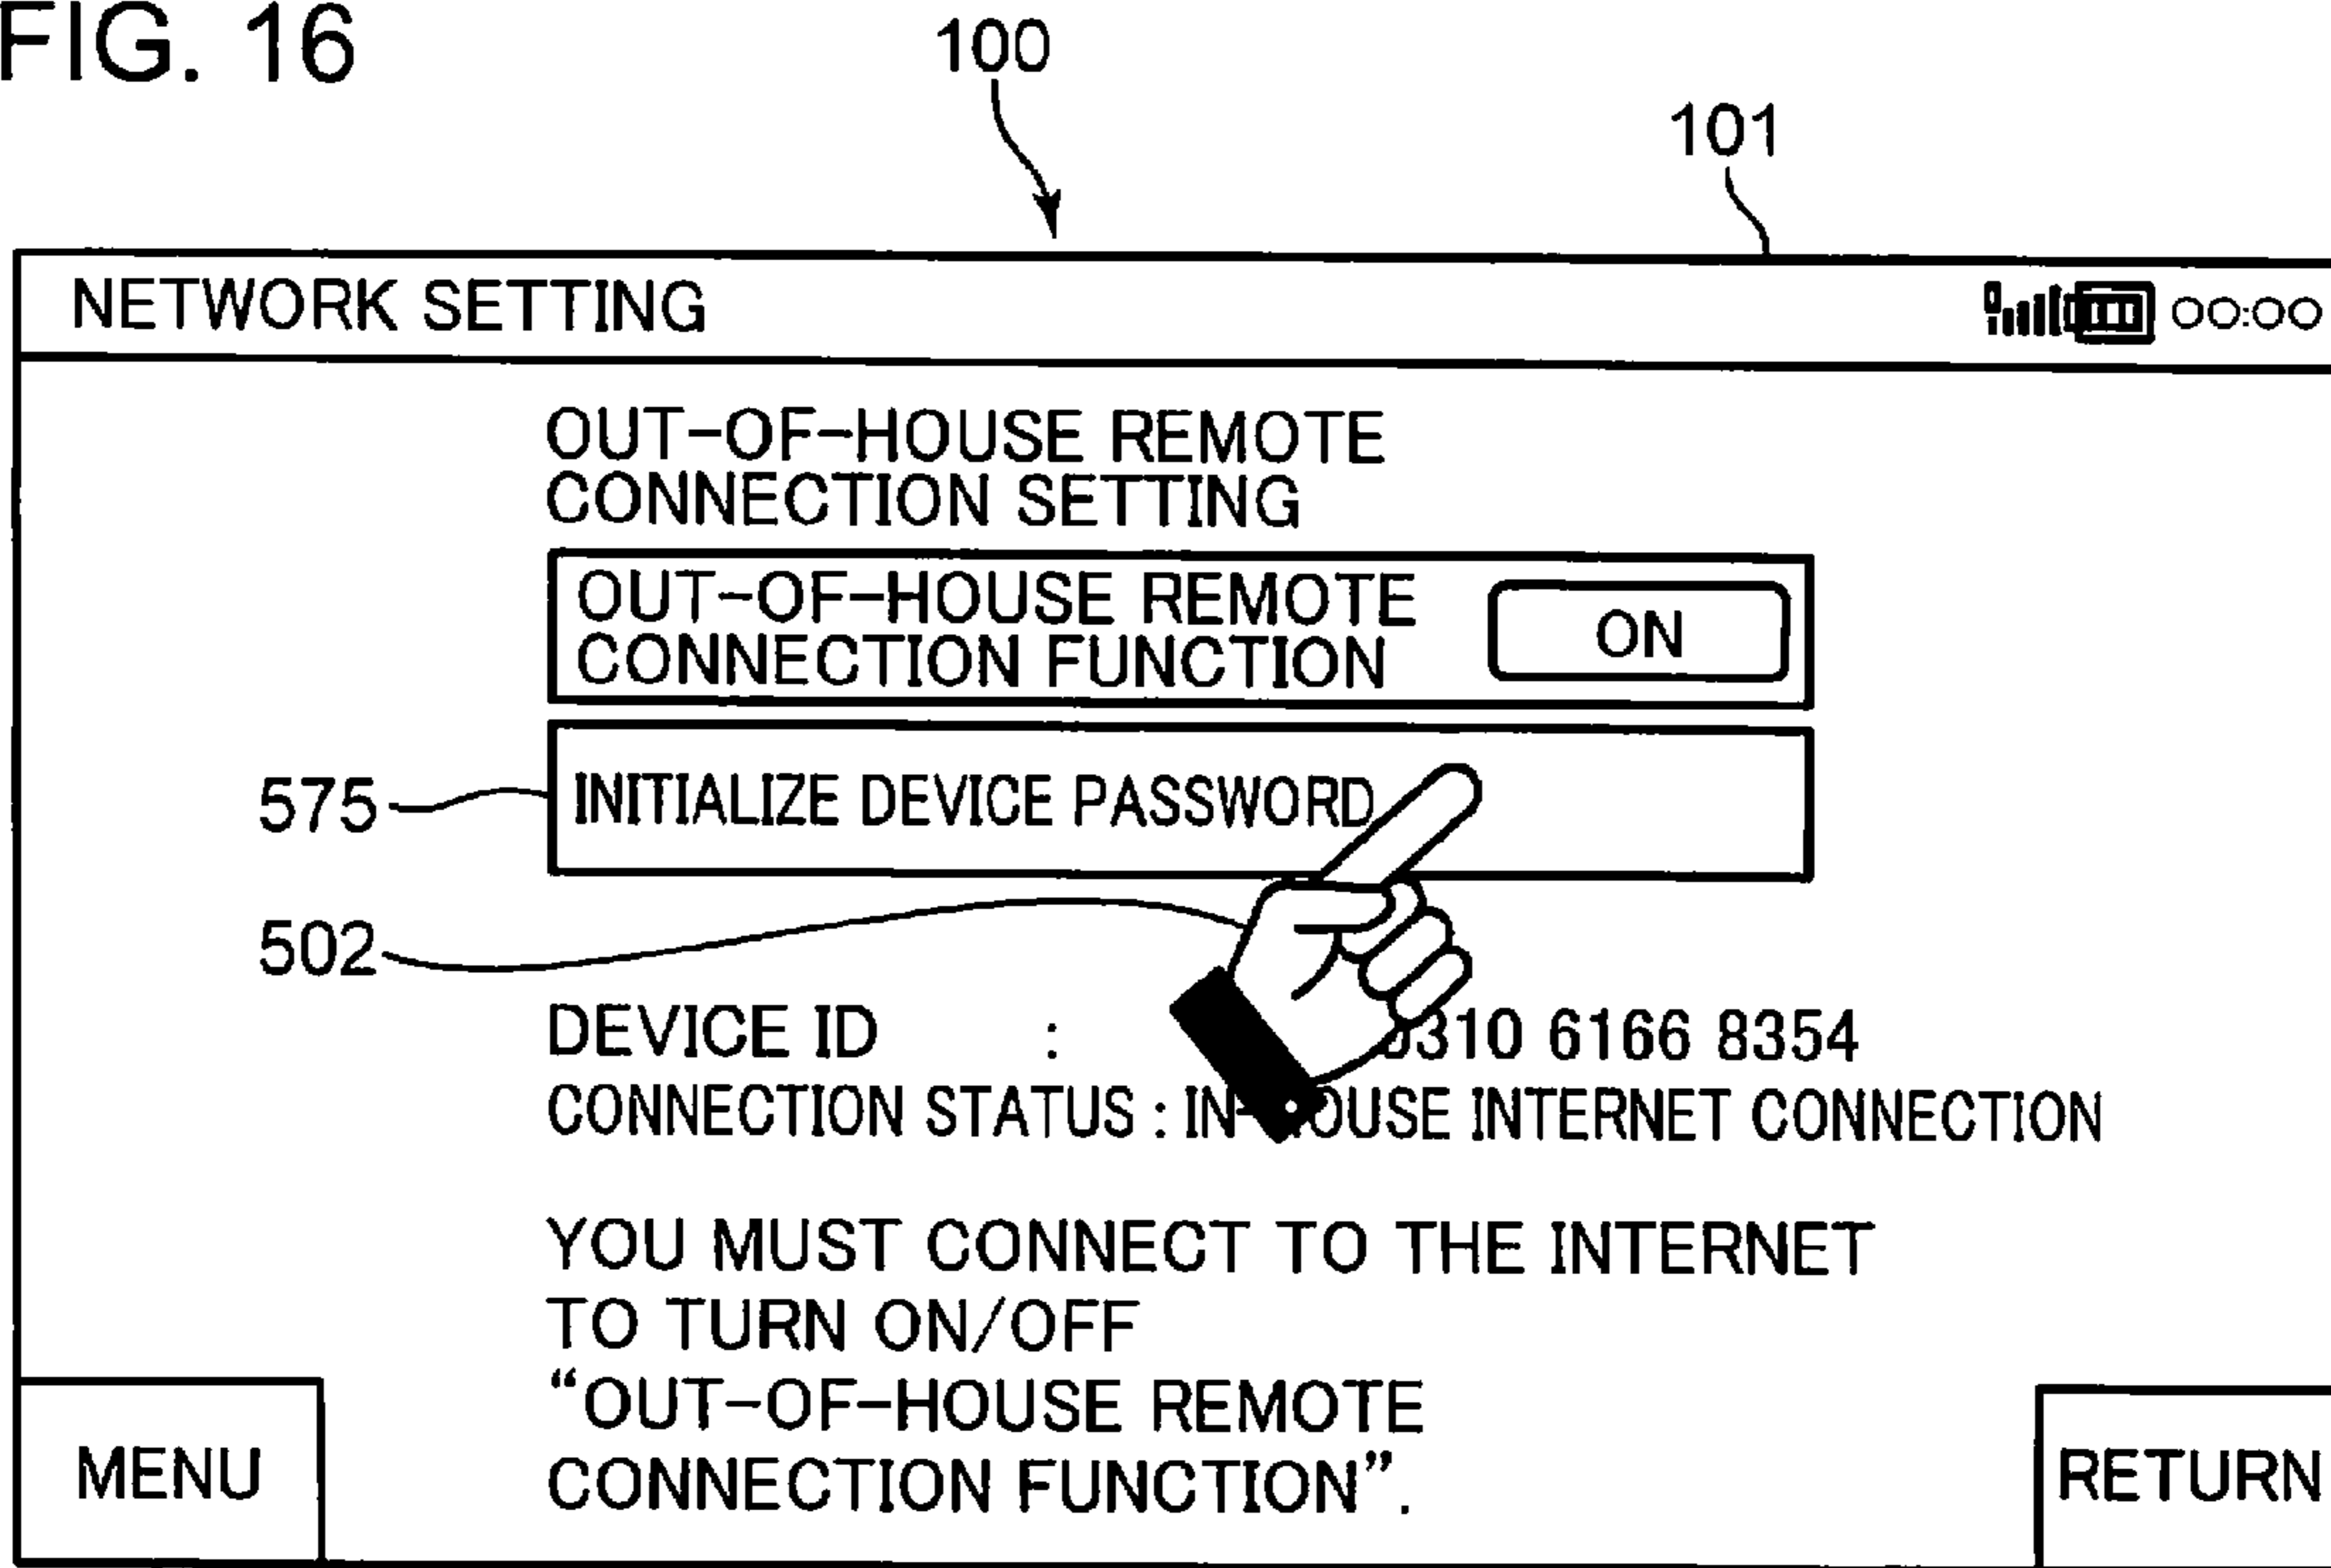 FIG. 16
100
101
NETWORK SETTING
00:00
OUT-OF-HOUSE REMOTE
CONNECTION SETTING
OUT-OF-HOUSE REMOTE
CONNECTION FUNCTION
ON
575
INITIALIZE DEVICE PASSWORD
502
DEVICE ID : 310 6166 8354
CONNECTION STATUS : IN- OUSE INTERNET CONNECTION
YOU MUST CONNECT TO THE INTERNET
TO TURN ON/OFF
“OUT-OF-HOUSE REMOTE
CONNECTION FUNCTION”.
MENU
RETURN